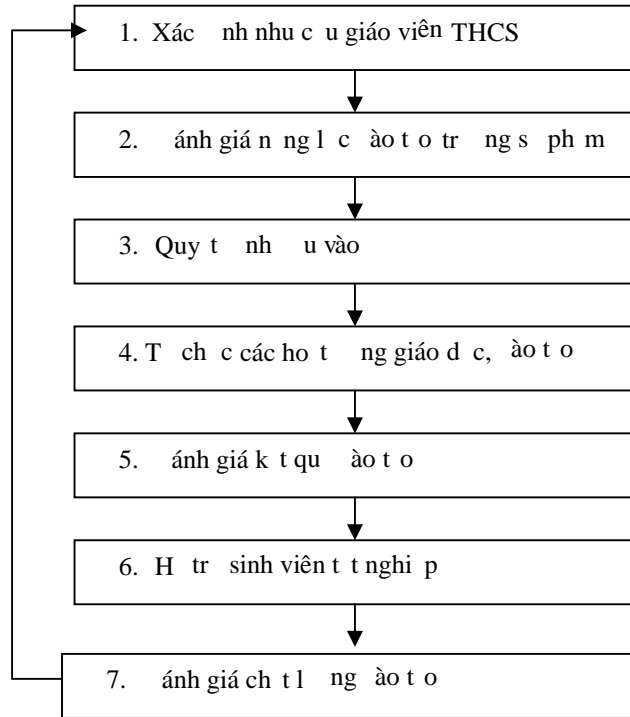 1. Xác nh nhu c u giáo viên THCS
2. ánh giá n ng l c ào t o tr ng s ph m
3. Quy t nh u vào
4. T ch c các ho t ng giáo d c, ào t o
5. ánh giá k t qu ào t o
6. H tr sinh viên t t nghi p
7. ánh giá ch t l ng ào t o